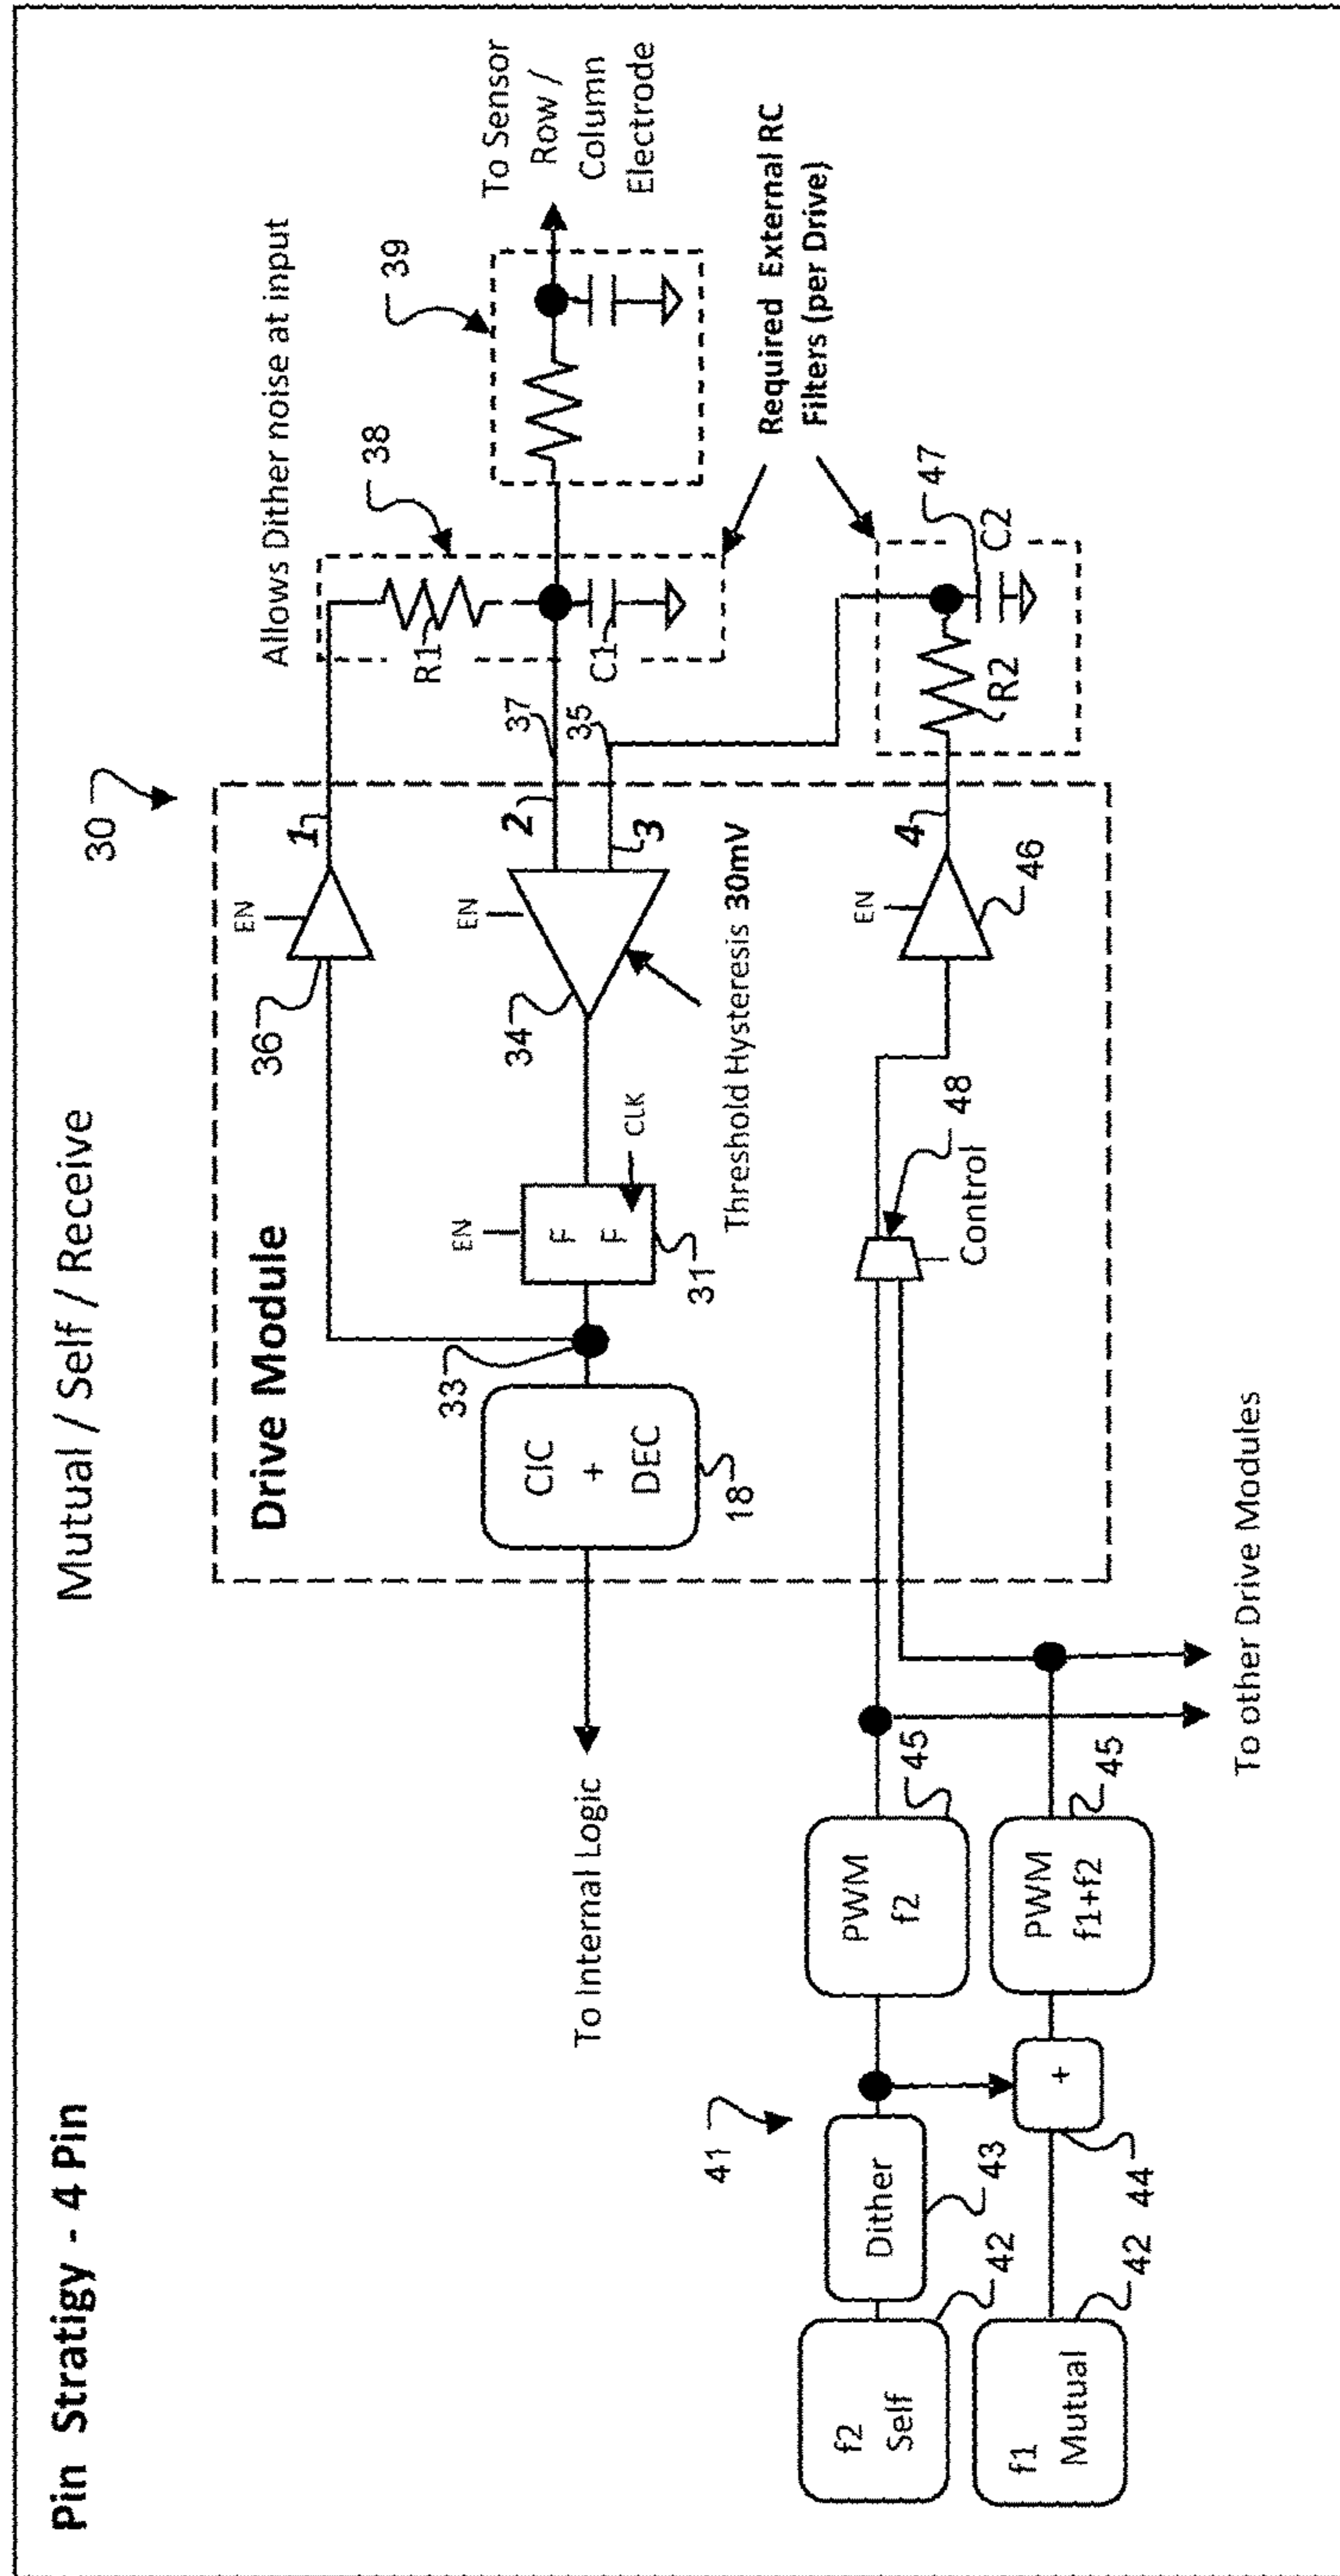 Pin Stratigy - 4 Pin
Mutual / Self / Receive
30
Drive Module
EN
36
1
Allows Dither noise at input
38
R1
39
To Sensor
Row /
Column
Electrode
To Internal Logic
CIC
+
DEC
18
33
EN
F
F
CLK
31
EN
34
2
3
37
35
C1
Threshold Hysteresis 30mV
Required External RC
Filters (per Drive)
41
f2
Self
42
Dither
43
PWM
f2
45
48
Control
EN
46
4
R2
47
C2
f1
Mutual
42
+
44
PWM
f1+f2
45
To other Drive Modules